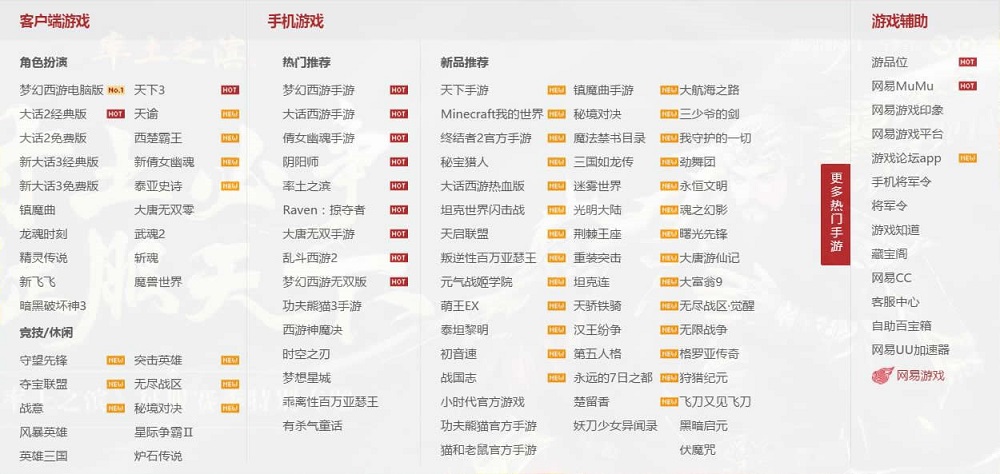 客户端游戏
角色扮演
梦幻西游电脑版 No.1 天下3 HOT
大话2经典版 HOT 天谕 NEW
大话2免费版 西楚霸王 NEW
新大话3经典版 新倩女幽魂 NEW
新大话3免费版 泰亚史诗 NEW
镇魔曲 大唐无双零
龙魂时刻 武魂2
精灵传说 斩魂
新飞飞 魔兽世界
暗黑破坏神3
竞技/休闲
守望先锋 NEW 突击英雄 NEW
夺宝联盟 NEW 无尽战区 NEW
战意 NEW 秘境对决 NEW
风暴英雄 星际争霸Ⅱ
英雄三国 炉石传说
手机游戏
热门推荐
梦幻西游手游 HOT
大话西游手游 HOT
倩女幽魂手游 HOT
阴阳师 HOT
率土之滨 HOT
Raven：掠夺者 HOT
大唐无双手游 HOT
乱斗西游2 HOT
梦幻西游无双版 HOT
功夫熊猫3手游
西游神魔决
时空之刃
梦想星城
乖离性百万亚瑟王
有杀气童话
新品推荐
天下手游 NEW 镇魔曲手游 NEW 大航海之路
Minecraft我的世界 NEW 秘境对决 NEW 三少爷的剑
终结者2官方手游 NEW 魔法禁书目录 NEW 我守护的一切
秘宝猎人 NEW 三国如龙传 NEW 劲舞团
大话西游热血版 NEW 迷雾世界 NEW 永恒文明
坦克世界闪击战 NEW 光明大陆 NEW 魂之幻影
天启联盟 NEW 荆棘王座 NEW 曙光先锋
叛逆性百万亚瑟王 NEW 重装突击 NEW 大唐游仙记
元气战姬学院 NEW 坦克连 NEW 大富翁9
萌王EX NEW 天骄铁骑 NEW 无尽战区·觉醒
泰坦黎明 NEW 汉王纷争 NEW 无限战争
初音速 NEW 第五人格 NEW 格罗亚传奇
战国志 NEW 永远的7日之都 NEW 狩猎纪元
小时代官方游戏 楚留香 NEW 飞刀又见飞刀
功夫熊猫官方手游 妖刀少女异闻录 黑暗启元
猫和老鼠官方手游 伏魔咒
更多热门手游
游戏辅助
游品位 HOT
网易MuMu HOT
网易游戏印象
网易游戏平台
游戏论坛app NEW
手机将军令
将军令
游戏知道
藏宝阁
网易CC
客服中心
自助百宝箱
网易UU加速器
网易游戏